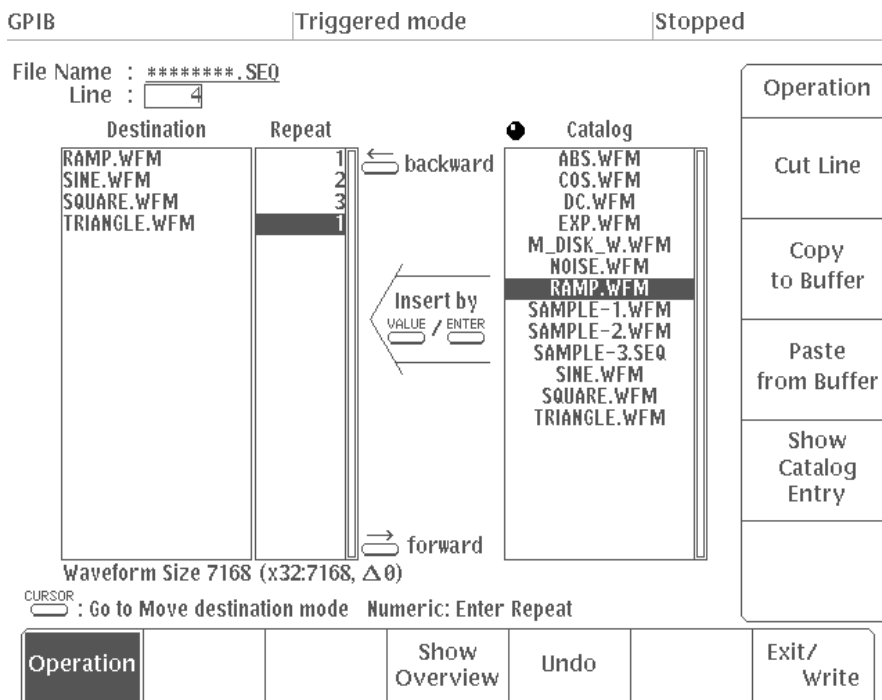 GPIB Triggered mode Stopped
File Name : ********.SEQ
Line : 4
Destination Repeat Catalog
RAMP.WFM 1
SINE.WFM 2
SQUARE.WFM 3
TRIANGLE.WFM 1
← backward
Insert by
VALUE / ENTER
→ forward
ABS.WFM
COS.WFM
DC.WFM
EXP.WFM
M_DISK_W.WFM
NOISE.WFM
RAMP.WFM
SAMPLE-1.WFM
SAMPLE-2.WFM
SAMPLE-3.SEQ
SINE.WFM
SQUARE.WFM
TRIANGLE.WFM
Waveform Size 7168 (x32:7168, Δ0)
CURSOR : Go to Move destination mode Numeric: Enter Repeat
Operation
Cut Line
Copy
to Buffer
Paste
from Buffer
Show
Catalog
Entry
Operation
Show
Overview
Undo
Exit/
Write